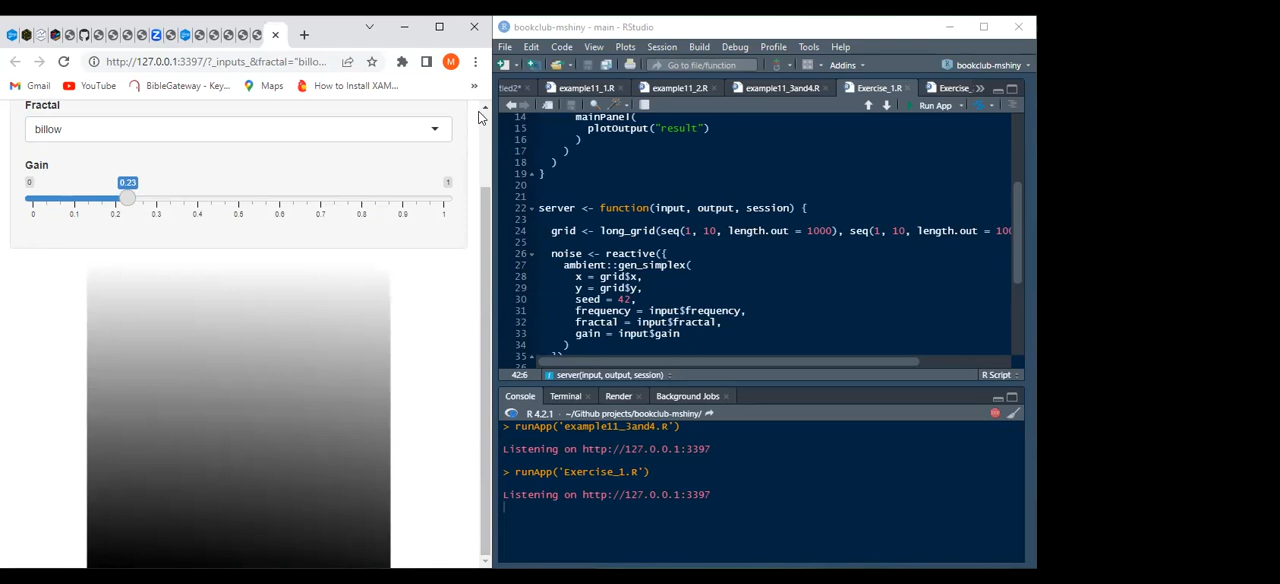 bookclub-mshiny - main - RStudio
http://127.0.0.1:3397/?_inputs_&fractal="billo...
Gmail YouTube BibleGateway - Key... Maps How to Install XAM... »
Fractal
billow
Gain
0.23
0 1
0 0.1 0.2 0.3 0.4 0.5 0.6 0.7 0.8 0.9 1
File Edit Code View Plots Session Build Debug Profile Tools Help
Go to file/function Addins bookclub-mshiny
tled2* example11_1.R example11_2.R example11_3and4.R Exercise_1.R Exercise_ »
Run App
14 mainPanel(
15 plotOutput("result")
16 )
17 )
18 )
19 }
20
21
22 server <- function(input, output, session) {
23
24 grid <- long_grid(seq(1, 10, length.out = 1000), seq(1, 10, length.out = 100
25
26 noise <- reactive({
27 ambient::gen_simplex(
28 x = grid$x,
29 y = grid$y,
30 seed = 42,
31 frequency = input$frequency,
32 fractal = input$fractal,
33 gain = input$gain
34 )
35 })
42:6 server(input, output, session) R Script
Console Terminal Render Background Jobs
R 4.2.1 · ~/Github projects/bookclub-mshiny/
> runApp('example11_3and4.R')
Listening on http://127.0.0.1:3397
> runApp('Exercise_1.R')
Listening on http://127.0.0.1:3397